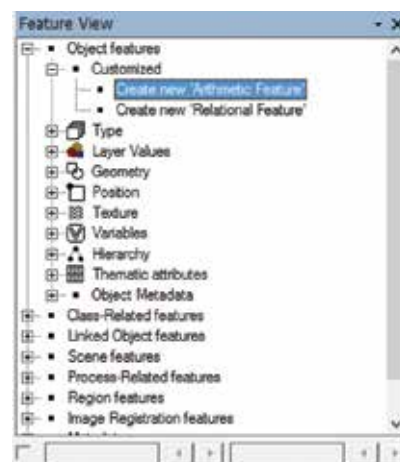 Feature View
Object features
Customized
Create new 'Arithmetic Feature'
Create new 'Relational Feature'
Type
Layer Values
Geometry
Position
Texture
Variables
Hierarchy
Thematic attributes
Object Metadata
Class-Related features
Linked Object features
Scene features
Process-Related features
Region features
Image Registration features